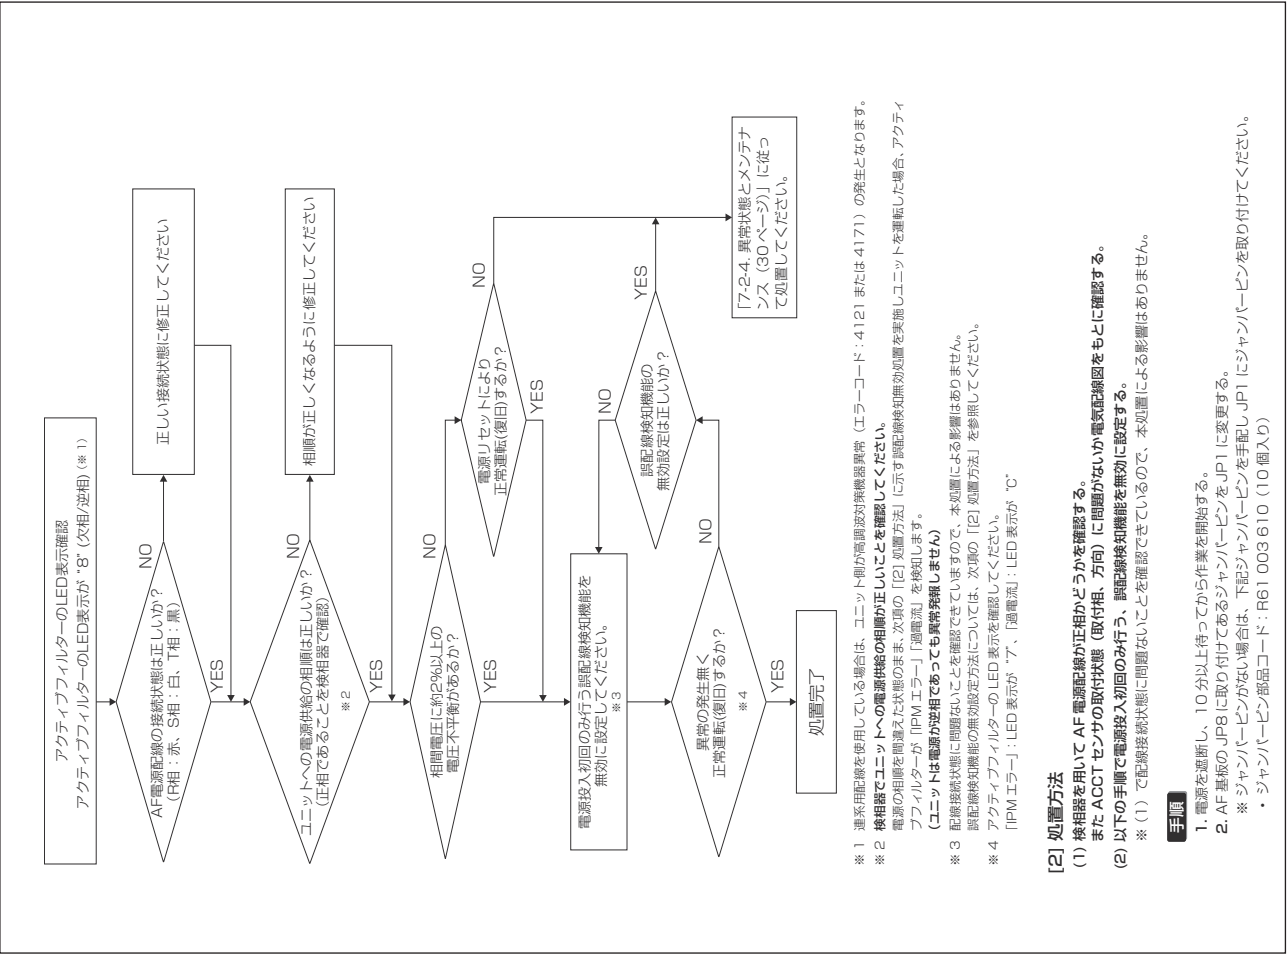 アクティブフィルターのLED表示確認
アクティブフィルターのLED表示が“8”(欠相/逆相)(※1)
AF電源配線の接続状態は正しいか？
(R相：赤、S相：白、T相：黒)
NO
正しい接続状態に修正してください
YES
ユニットへの電源供給の相順は正しいか？
(正相であることを検相器で確認)
※2
NO
相順が正しくなるように修正してください
YES
相間電圧に約2%以上の
電圧不平衡があるか？
NO
YES
電源リセットにより
正常運転(復旧)するか？
NO
YES
電源投入初回のみ行う誤配線検知機能を
無効に設定してください。
※3
誤配線検知機能の
無効設定は正しいか？
NO
YES
異常の発生無く
正常運転(復旧)するか？
※4
NO
YES
「7-2-4. 異常状態とメンテナ
ンス（30ページ）」に従っ
て処置してください。
処置完了
※1 連系用配線を使用している場合は、ユニット側が高調波対策機器異常（エラーコード：4121 または 4171）の発生となります。
※2 検相器でユニットへの電源供給の相順が正しいことを確認してください。
電源の相順を間違えた状態のまま、次項の「[2] 処置方法」に示す誤配線検知無効処置を実施しユニットを運転した場合、アクティ
ブフィルターが「IPMエラー」「過電流」を検知します。
（ユニットは電源が逆相であっても異常発報しません）
※3 配線接続状態に問題ないことを確認できていますので、本処置による影響はありません。
誤配線検知機能の無効設定方法については、次項の「[2] 処置方法」を参照してください。
※4 アクティブフィルターのLED表示を確認してください。
「IPMエラー」：LED表示が“7”、「過電流」：LED表示が“C”
[2] 処置方法
(1) 検相器を用いて AF 電源配線が正相かどうかを確認する。
また ACCT センサの取付状態（取付相、方向）に問題がないか電気配線図をもとに確認する。
(2) 以下の手順で電源投入初回のみ行う、誤配線検知機能を無効に設定する。
※（1）で配線接続状態に問題ないことを確認できているので、本処置による影響はありません。
手順
1. 電源を遮断し、10分以上待ってから作業を開始する。
2. AF 基板の JP8 に取り付けてあるジャンパーピンを JP1 に変更する。
※ ジャンパーピンがない場合は、下記ジャンパーピンを手配し JP1 にジャンパーピンを取り付けてください。
・ジャンパーピン部品コード：R61 003 610（10個入り）